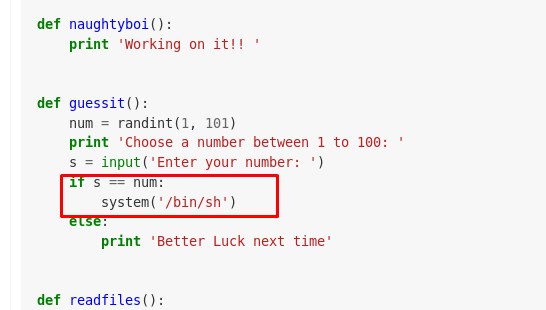 def naughtyboi():
print 'Working on it!! '
def guessit():
num = randint(1, 101)
print 'Choose a number between 1 to 100: '
s = input('Enter your number: ')
if s == num:
system('/bin/sh')
else:
print 'Better Luck next time'
def readfiles():